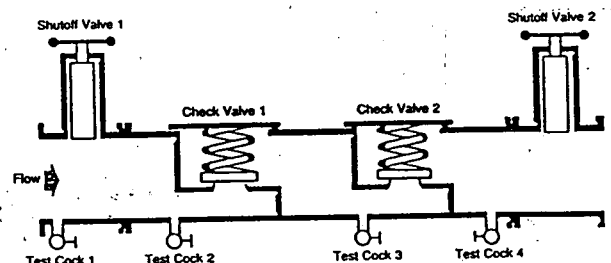 Shutoff Valve 1
Shutoff Valve 2
Check Valve 1
Check Valve 2
Flow
Test Cock 1
Test Cock 2
Test Cock 3
Test Cock 4